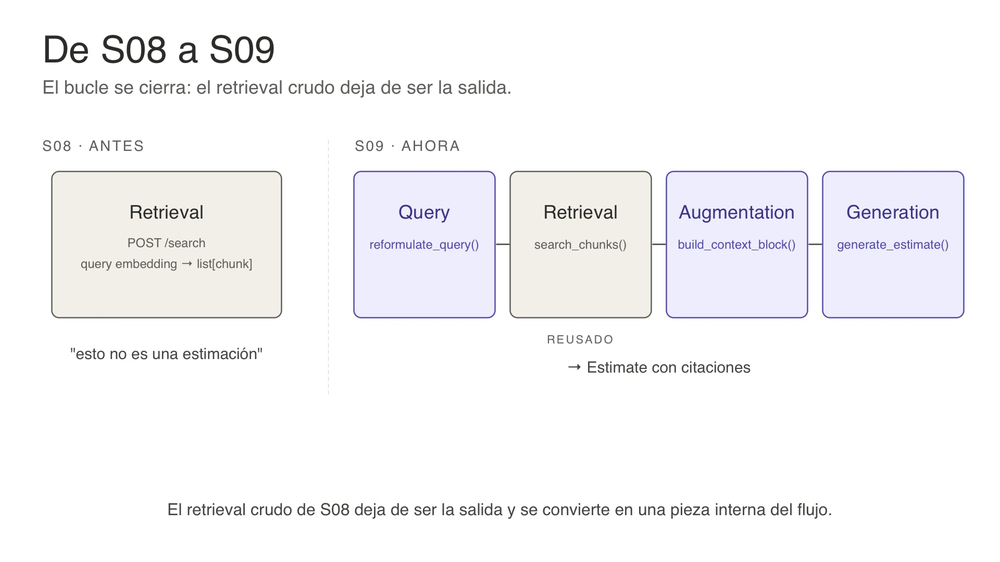 De S08 a S09
El bucle se cierra: el retrieval crudo deja de ser la salida.
S08 · ANTES
Retrieval
POST /search
query embedding → list[chunk]
"esto no es una estimación"
S09 · AHORA
Query
reformulate_query()
Retrieval
search_chunks()
REUSADO
Augmentation
build_context_block()
Generation
generate_estimate()
→ Estimate con citaciones
El retrieval crudo de S08 deja de ser la salida y se convierte en una pieza interna del flujo.